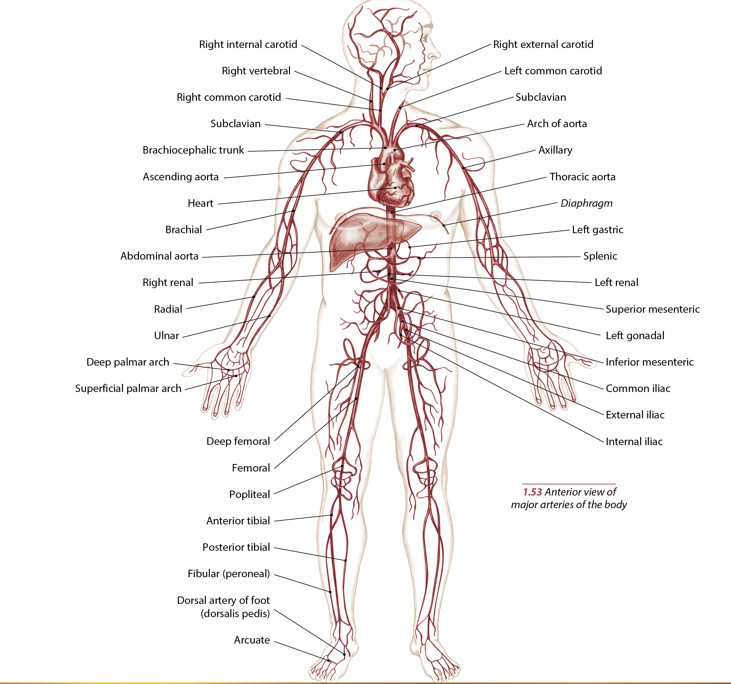 Right internal carotid
Right vertebral
Right common carotid
Subclavian
Brachiocephalic trunk
Ascending aorta
Heart
Brachial
Abdominal aorta
Right renal
Radial
Ulnar
Deep palmar arch
Superficial palmar arch
Deep femoral
Femoral
Popliteal
Anterior tibial
Posterior tibial
Fibular (peroneal)
Dorsal artery of foot
(dorsalis pedis)
Arcuate
Right external carotid
Left common carotid
Subclavian
Arch of aorta
Axillary
Thoracic aorta
Diaphragm
Left gastric
Splenic
Left renal
Superior mesenteric
Left gonadal
Inferior mesenteric
Common iliac
External iliac
Internal iliac
1.53 Anterior view of
major arteries of the body